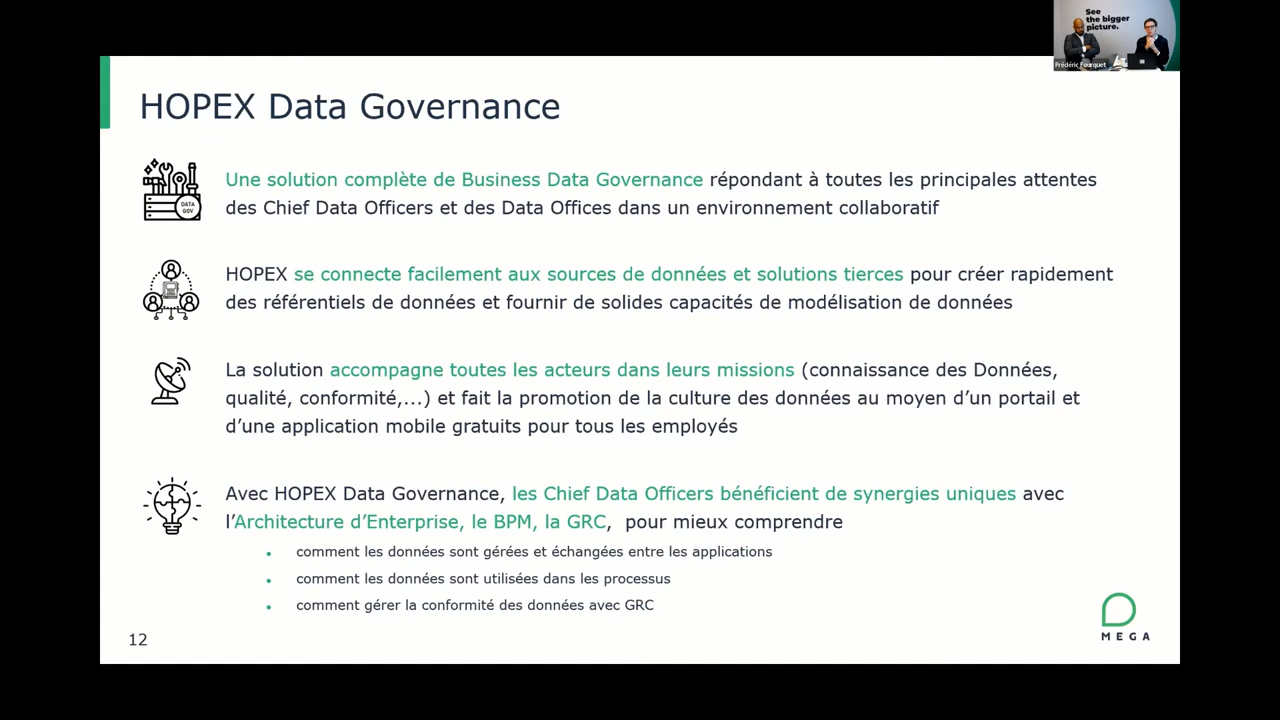 See
the bigger
picture.
Frédéric Fourquet
HOPEX Data Governance
DATA
GOV
Une solution complète de Business Data Governance répondant à toutes les principales attentes
des Chief Data Officers et des Data Offices dans un environnement collaboratif
HOPEX se connecte facilement aux sources de données et solutions tierces pour créer rapidement
des référentiels de données et fournir de solides capacités de modélisation de données
La solution accompagne toutes les acteurs dans leurs missions (connaissance des Données,
qualité, conformité,...) et fait la promotion de la culture des données au moyen d’un portail et
d’une application mobile gratuits pour tous les employés
Avec HOPEX Data Governance, les Chief Data Officers bénéficient de synergies uniques avec
l’Architecture d’Enterprise, le BPM, la GRC, pour mieux comprendre
• comment les données sont gérées et échangées entre les applications
• comment les données sont utilisées dans les processus
• comment gérer la conformité des données avec GRC
12
MEGA